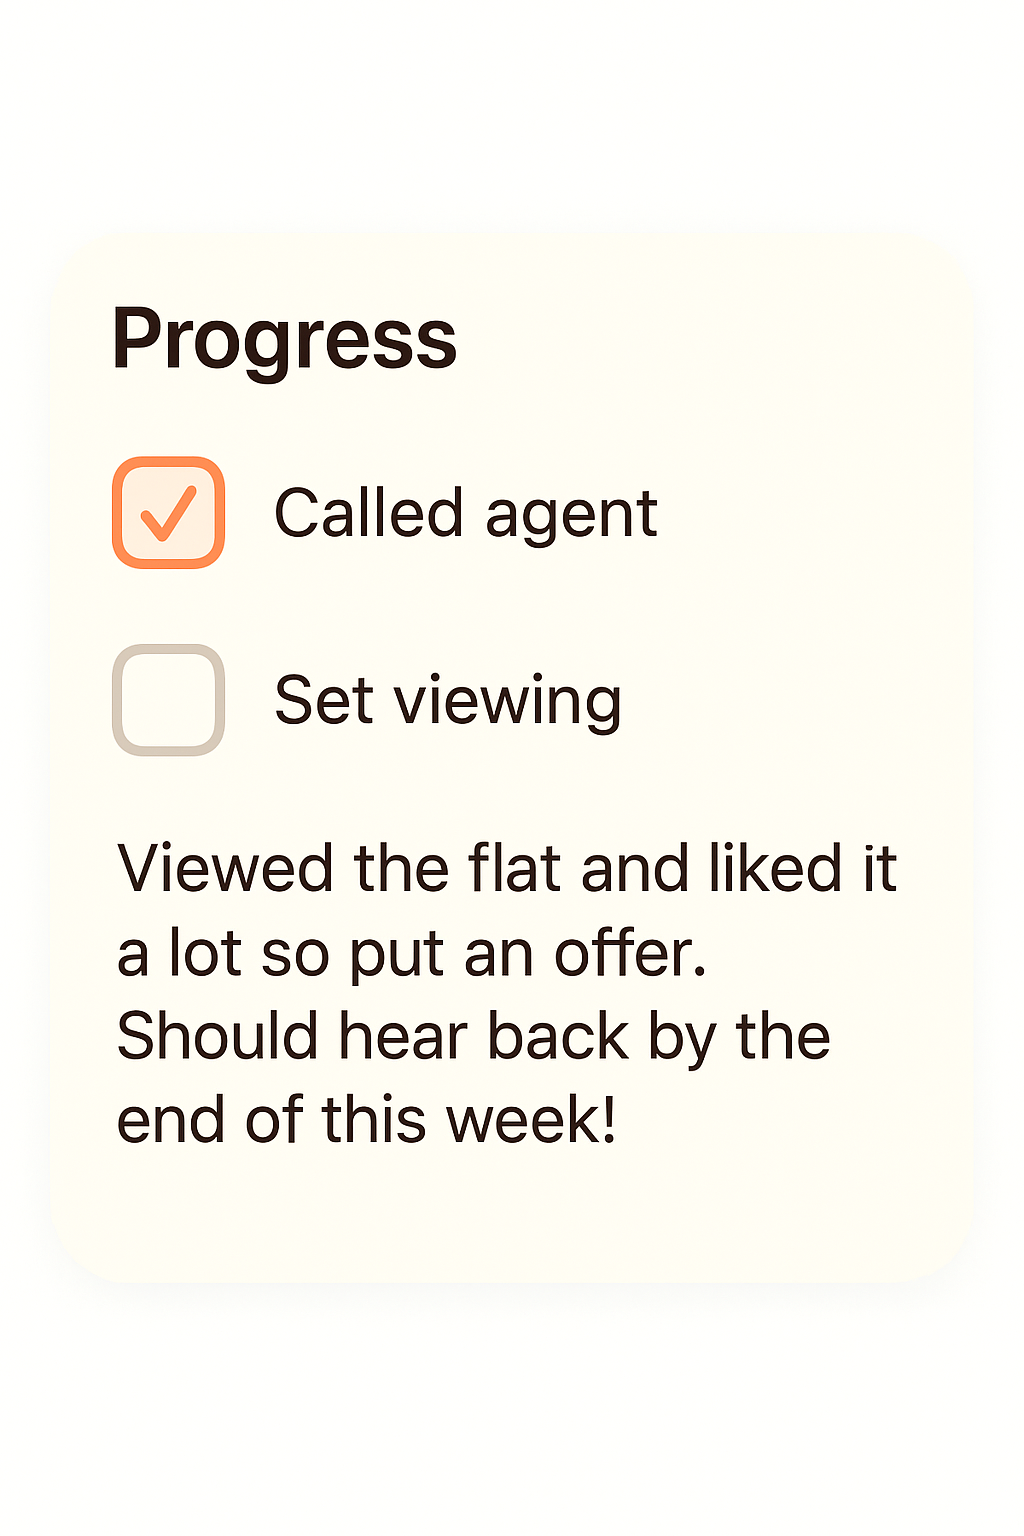 Progress
Called agent
Set viewing
Viewed the flat and liked it
a lot so put an offer.
Should hear back by the
end of this week!